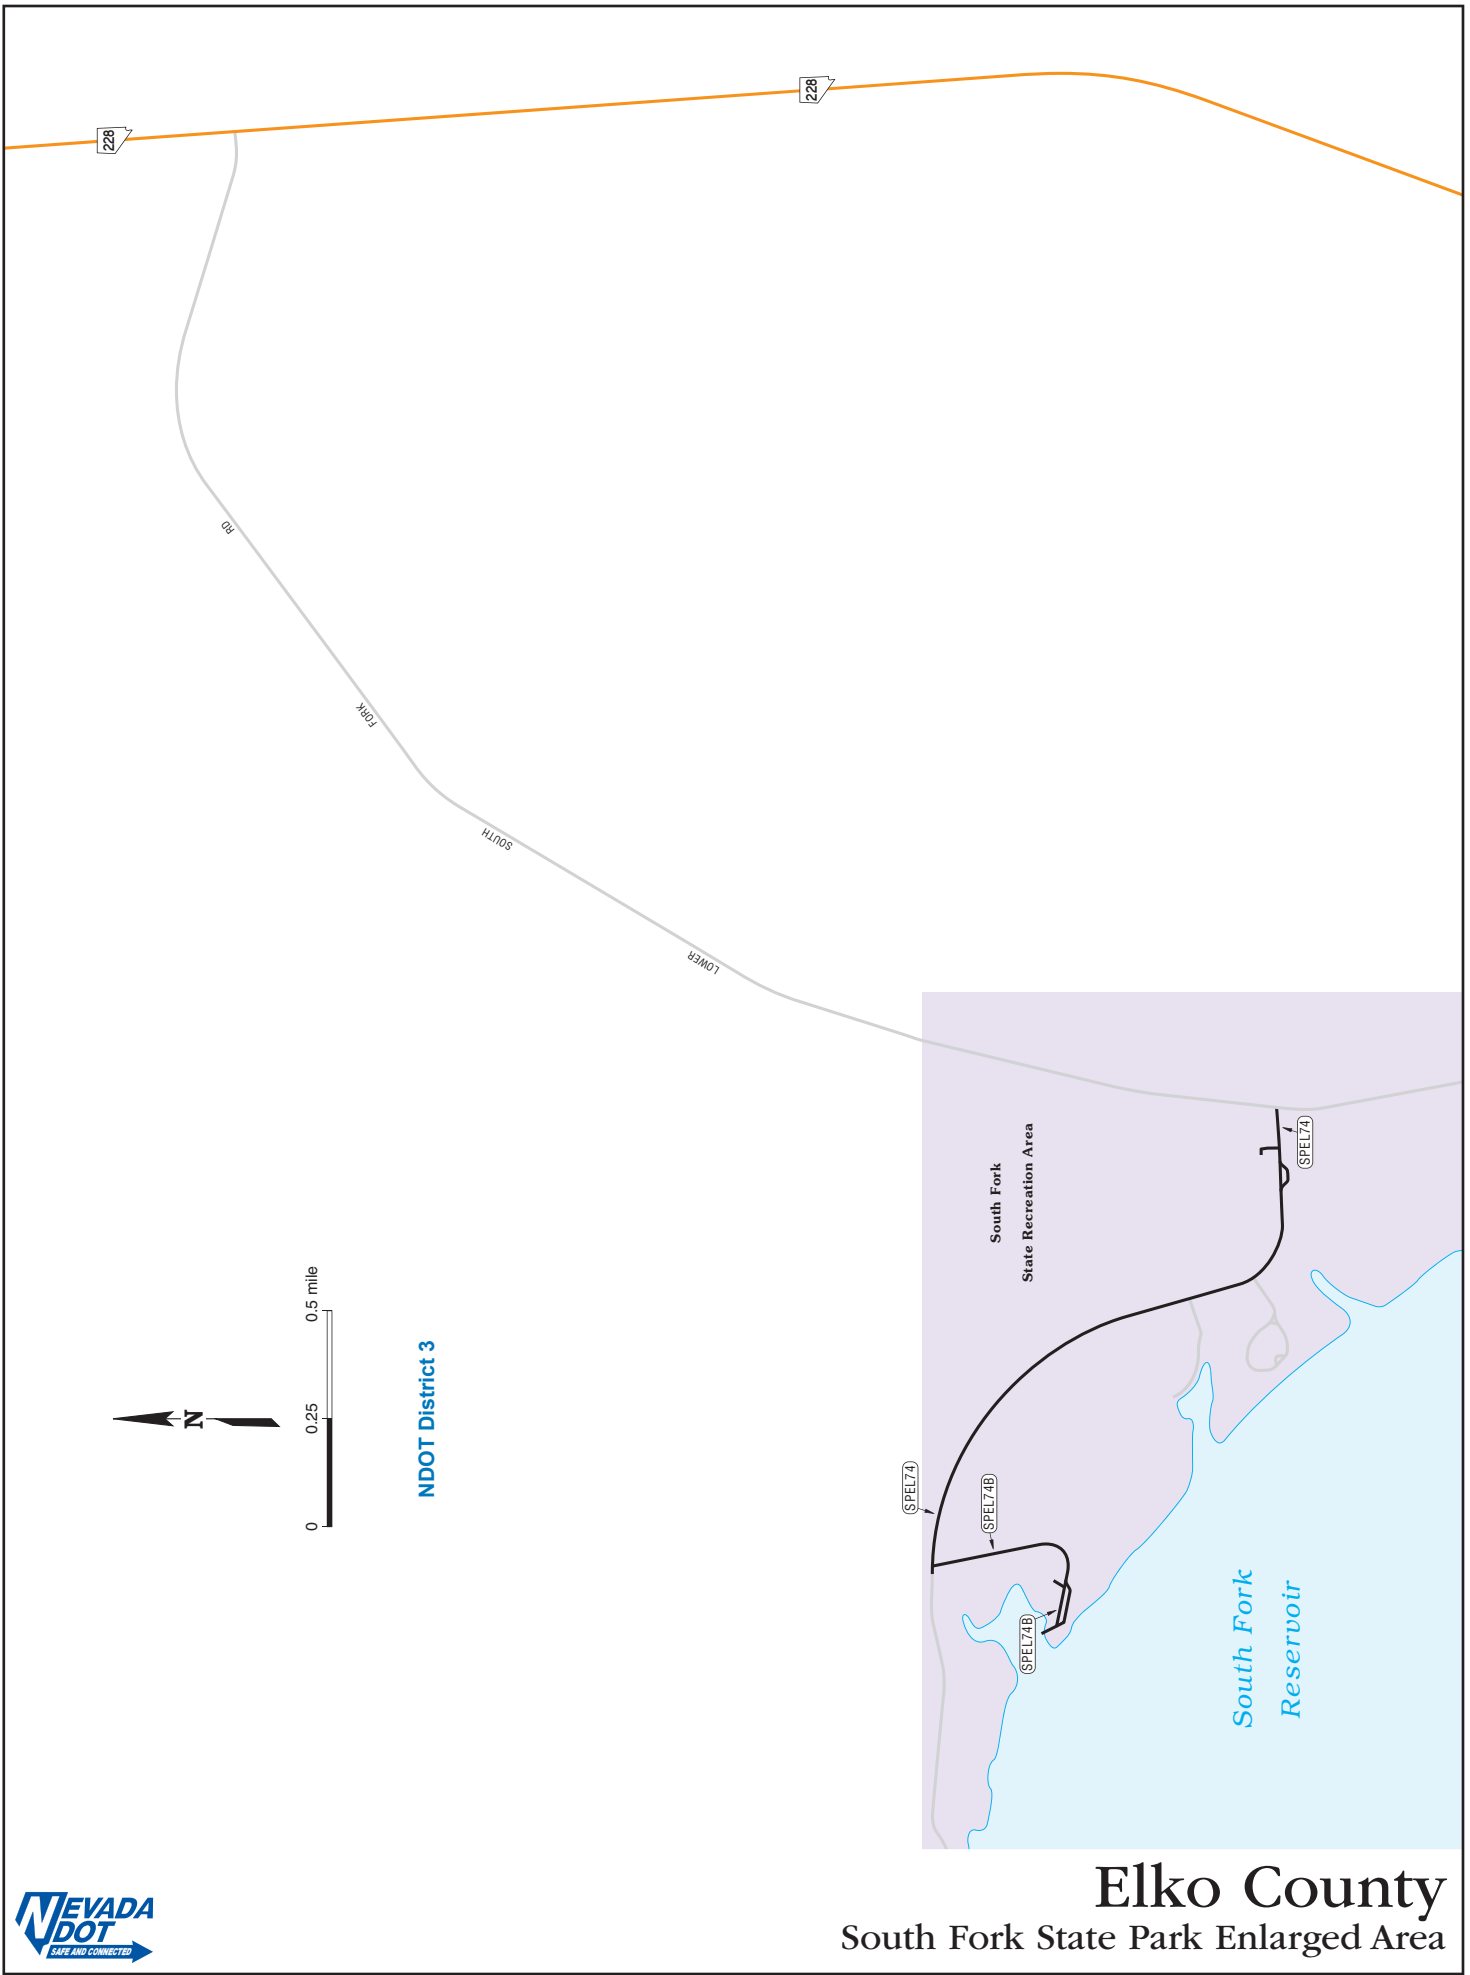 228
228
RD
FORK
SOUTH
LOWER
South Fork
State Recreation Area
SPEL74
0 0.25 0.5 mile
N
NDOT District 3
SPEL74
SPEL74B
SPEL74B
South Fork
Reservoir
NEVADA
DOT
SAFE AND CONNECTED
Elko County
South Fork State Park Enlarged Area